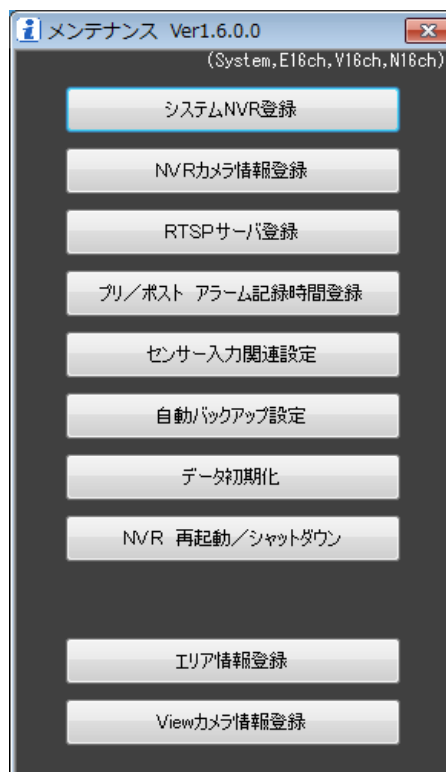 メンテナンス Ver1.6.0.0
(System,E16ch,V16ch,N16ch)
システムNVR登録
NVRカメラ情報登録
RTSPサーバ登録
プリ／ポスト アラーム記録時間登録
センサー入力関連設定
自動バックアップ設定
データ初期化
NVR 再起動／シャットダウン
エリア情報登録
Viewカメラ情報登録